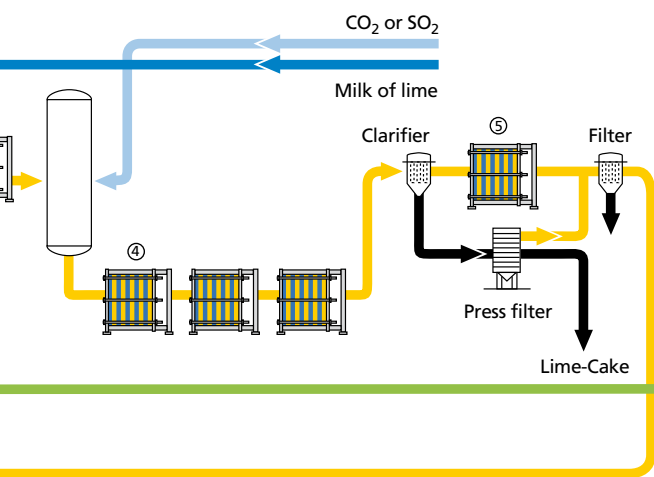 CO₂ or SO₂
Milk of lime
Clarifier
⑤
Filter
④
Press filter
Lime-Cake